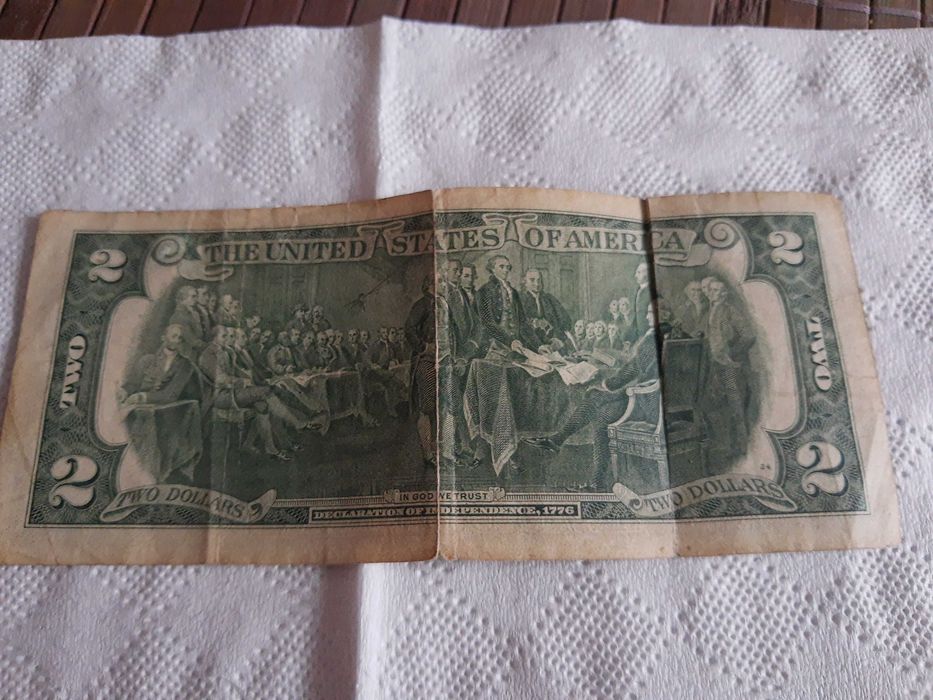 THE UNITED STATES OF AMERICA
2
2
TWO
TWO
2
2
TWO DOLLARS
IN GOD WE TRUST
TWO DOLLARS
DECLARATION OF INDEPENDENCE, 1776